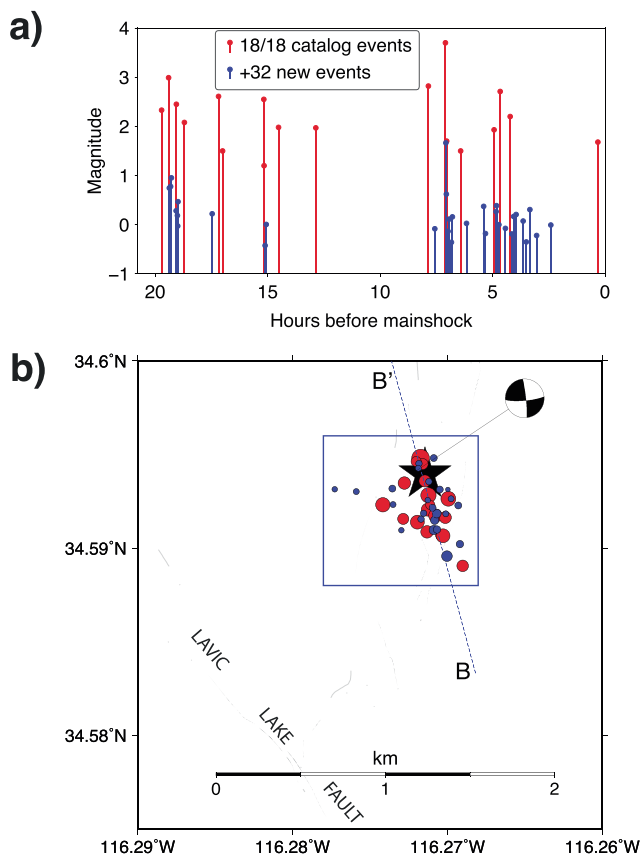 a)
4
3
2
1
0
−1
Magnitude
18/18 catalog events
+32 new events
20 15 10 5 0
Hours before mainshock
b)
34.6˚N
34.59˚N
34.58˚N
B’
B
LAVIC
LAKE
FAULT
km
0 1 2
116.29˚W 116.28˚W 116.27˚W 116.26˚W